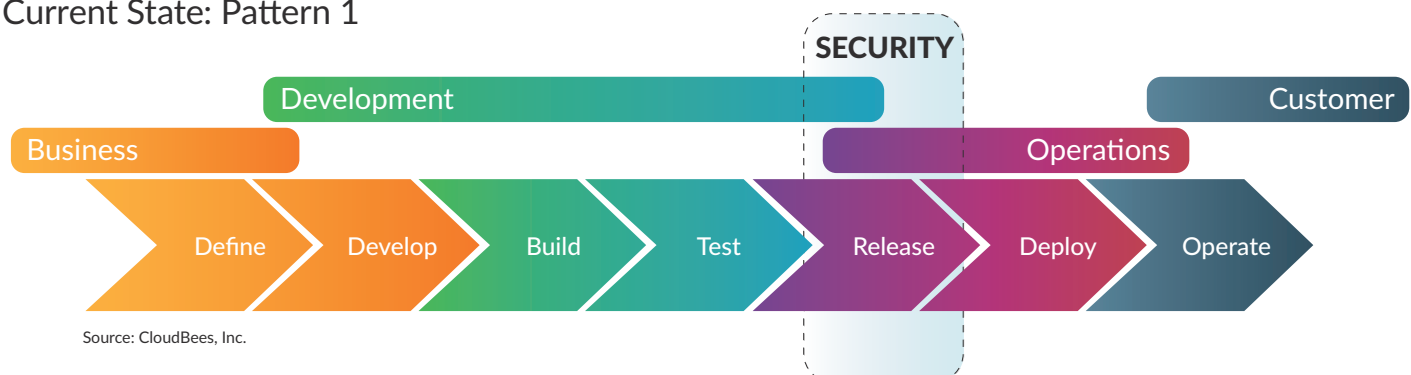 Current State: Pattern 1
SECURITY
Development
Customer
Business
Operations
Define
Develop
Build
Test
Release
Deploy
Operate
Source: CloudBees, Inc.